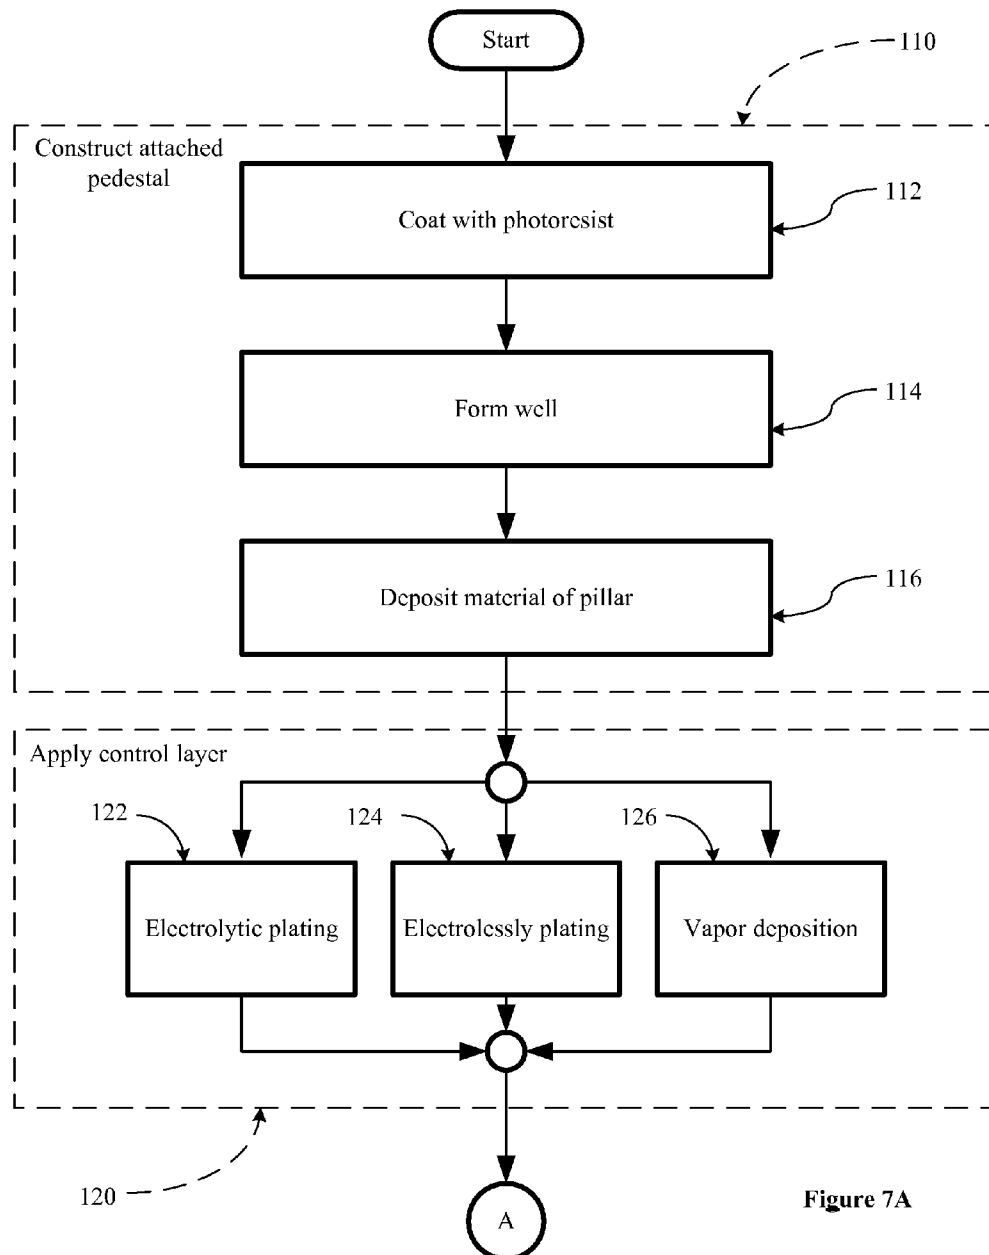 Start
110
Construct attached
pedestal
Coat with photoresist
112
Form well
114
Deposit material of pillar
116
Apply control layer
122
124
126
Electrolytic plating
Electrolessly plating
Vapor deposition
120
A
Figure 7A